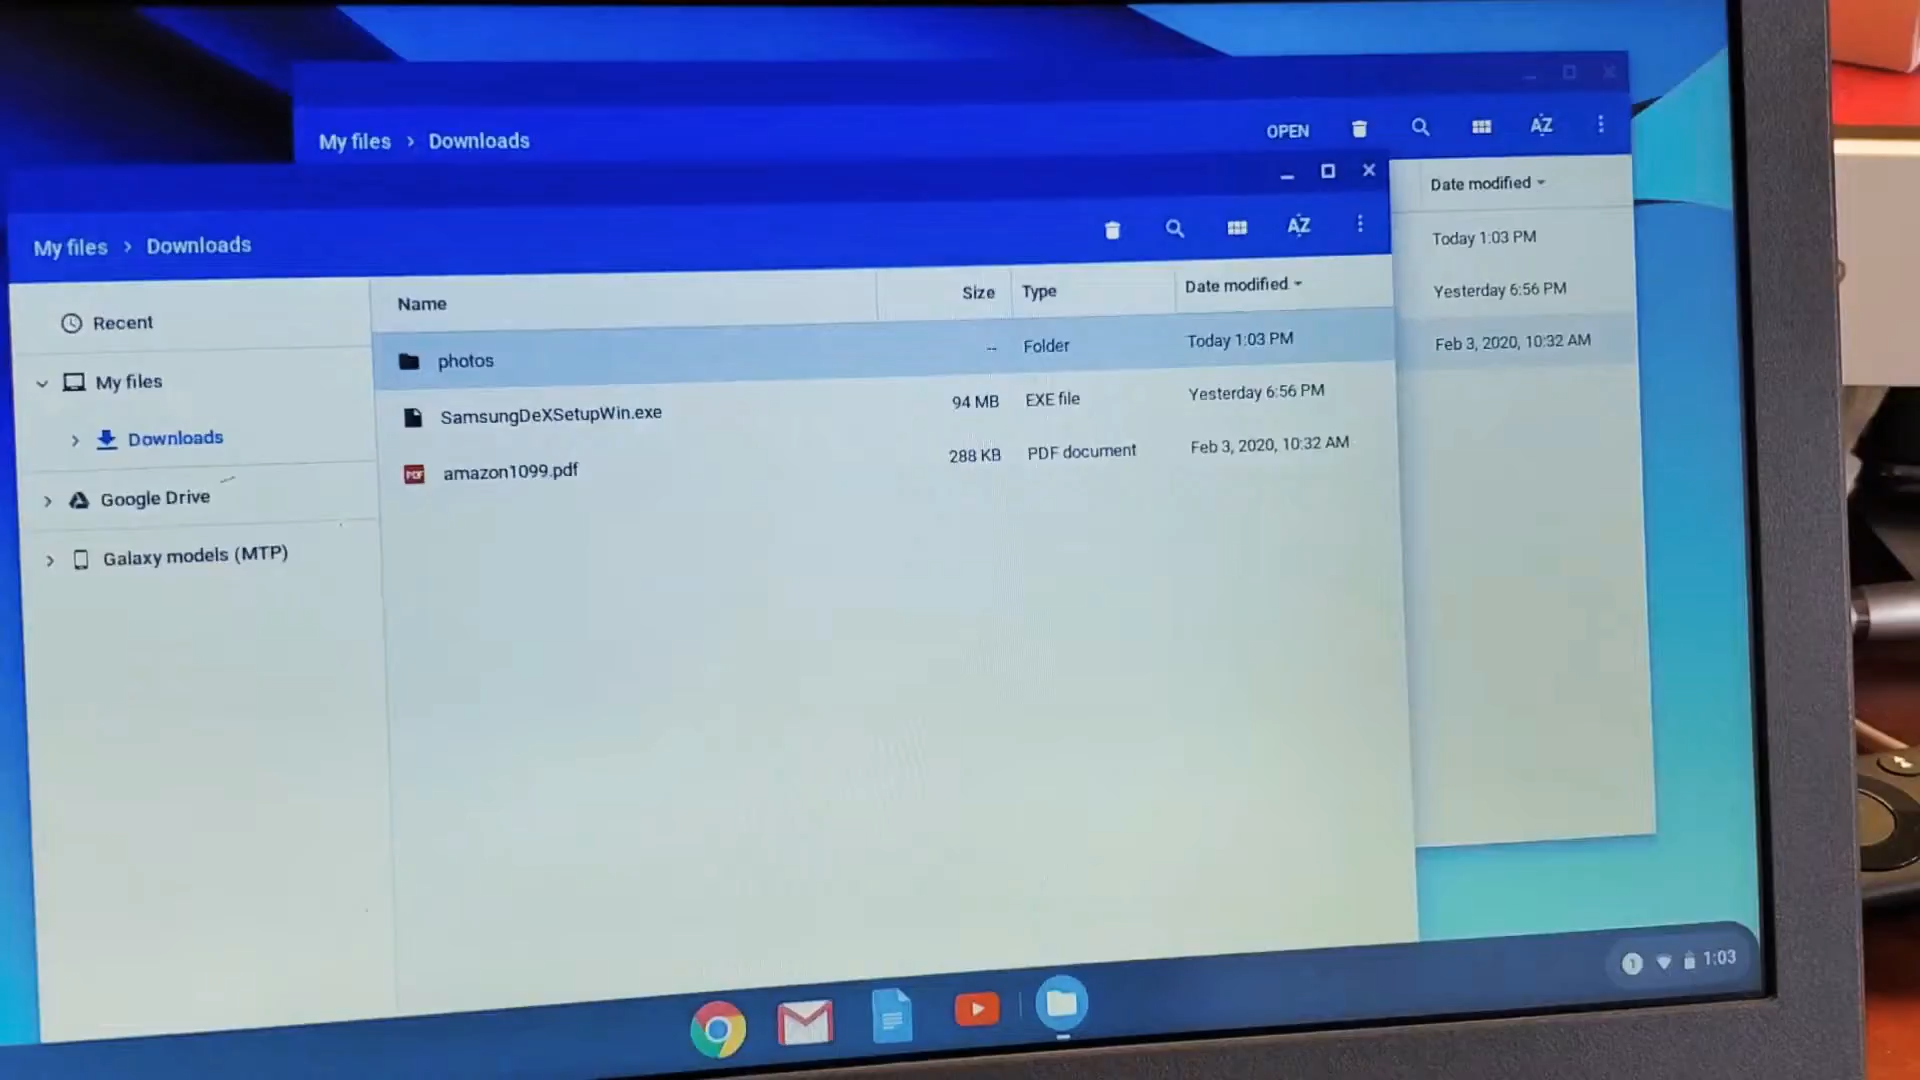 My files > Downloads
OPEN
AZ
Date modified
Today 1:03 PM
Yesterday 6:56 PM
Feb 3, 2020, 10:32 AM
My files > Downloads
AZ
Recent
My files
Downloads
Google Drive
Galaxy models (MTP)
Name Size Type Date modified
photos -- Folder Today 1:03 PM
SamsungDeXSetupWin.exe 94 MB EXE file Yesterday 6:56 PM
PDF amazon1099.pdf 288 KB PDF document Feb 3, 2020, 10:32 AM
1 1:03